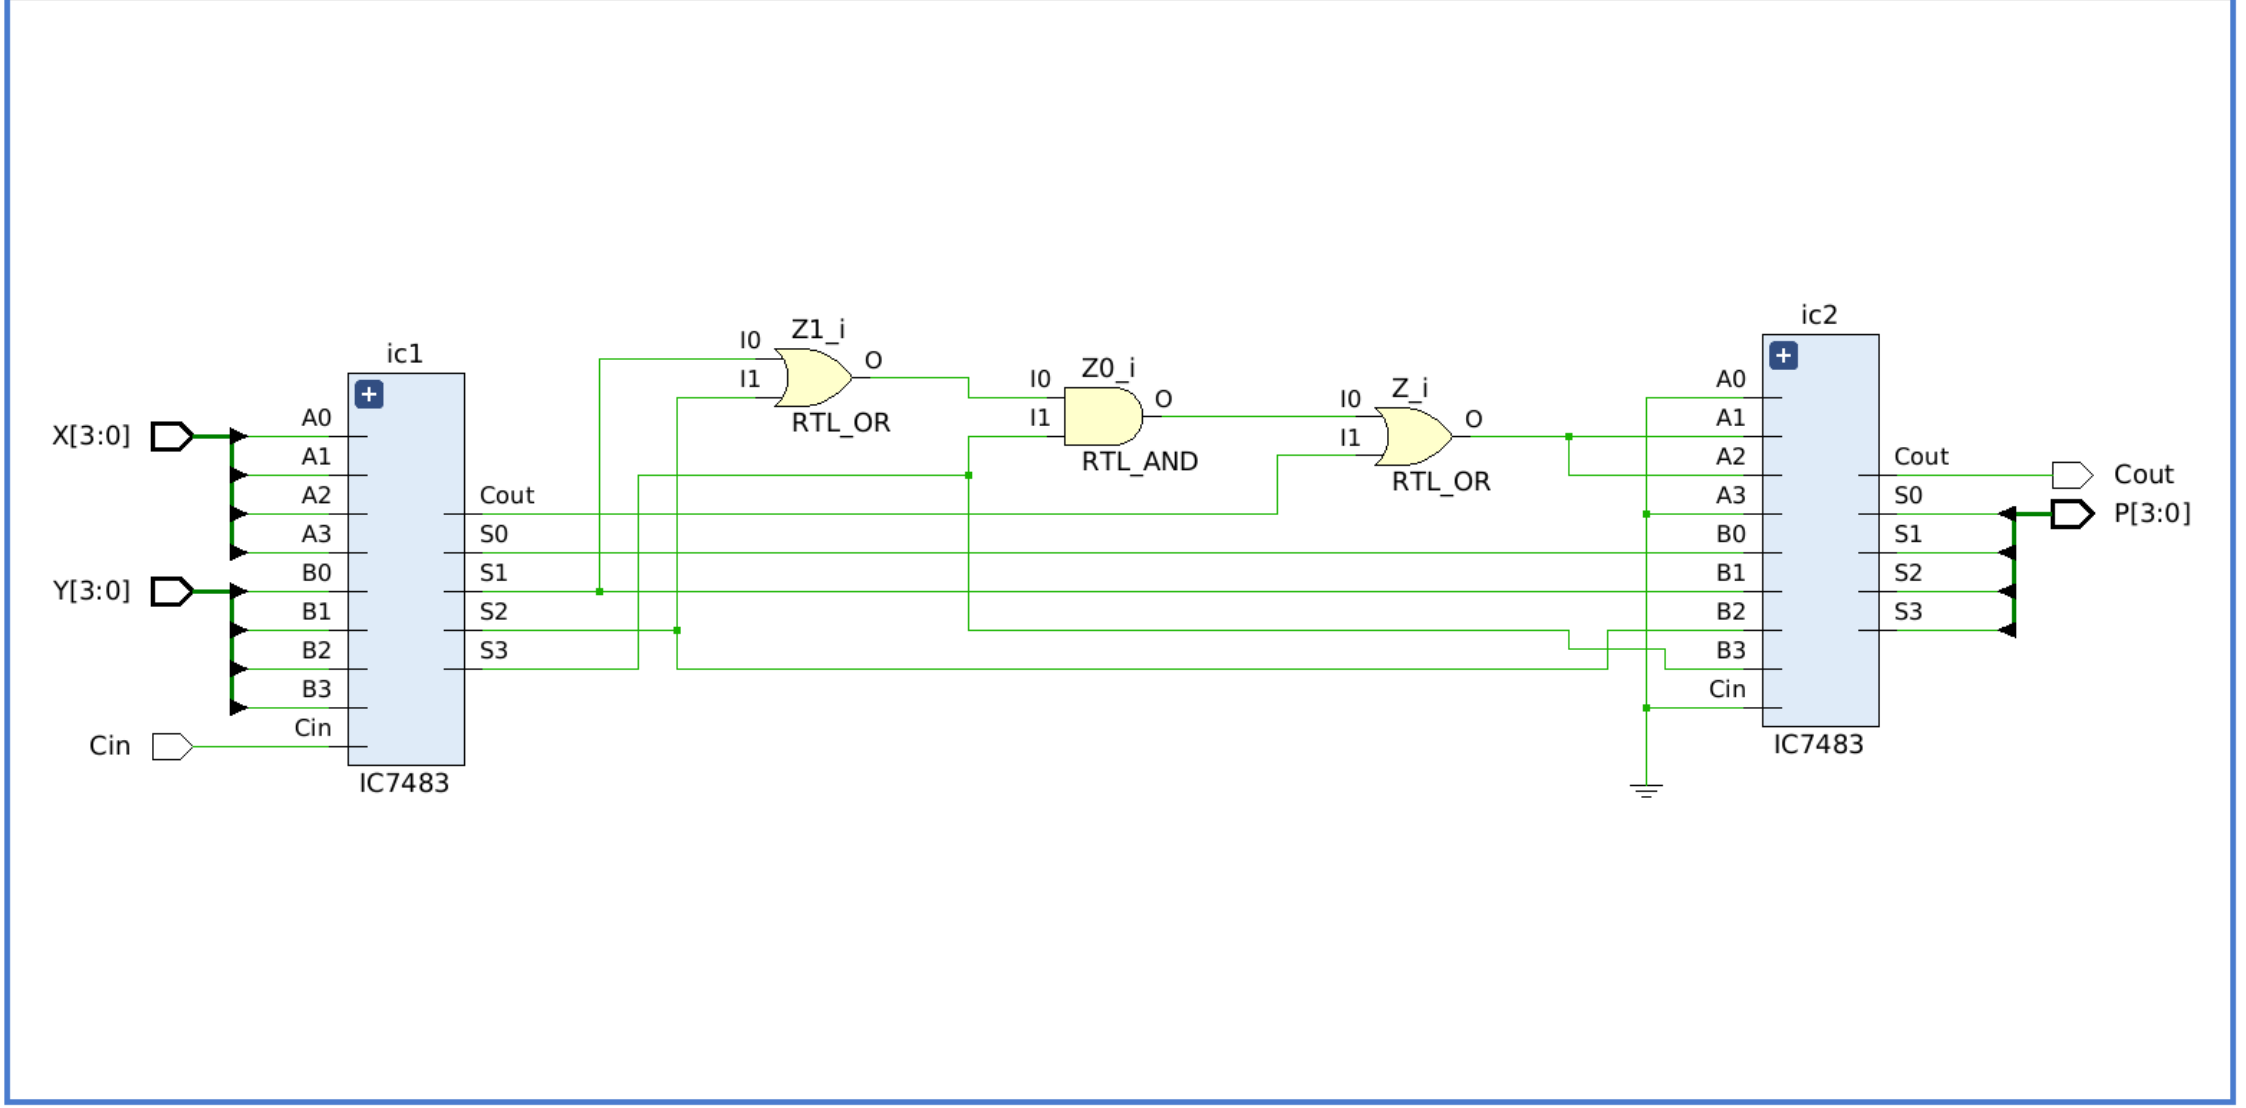 X[3:0]
Y[3:0]
Cin
ic1
A0
A1
A2
A3
B0
B1
B2
B3
Cin
Cout
S0
S1
S2
S3
IC7483
Z1_i
I0
I1
O
RTL_OR
Z0_i
I0
I1
O
RTL_AND
Z_i
I0
I1
O
RTL_OR
ic2
A0
A1
A2
A3
B0
B1
B2
B3
Cin
Cout
S0
S1
S2
S3
IC7483
Cout
P[3:0]